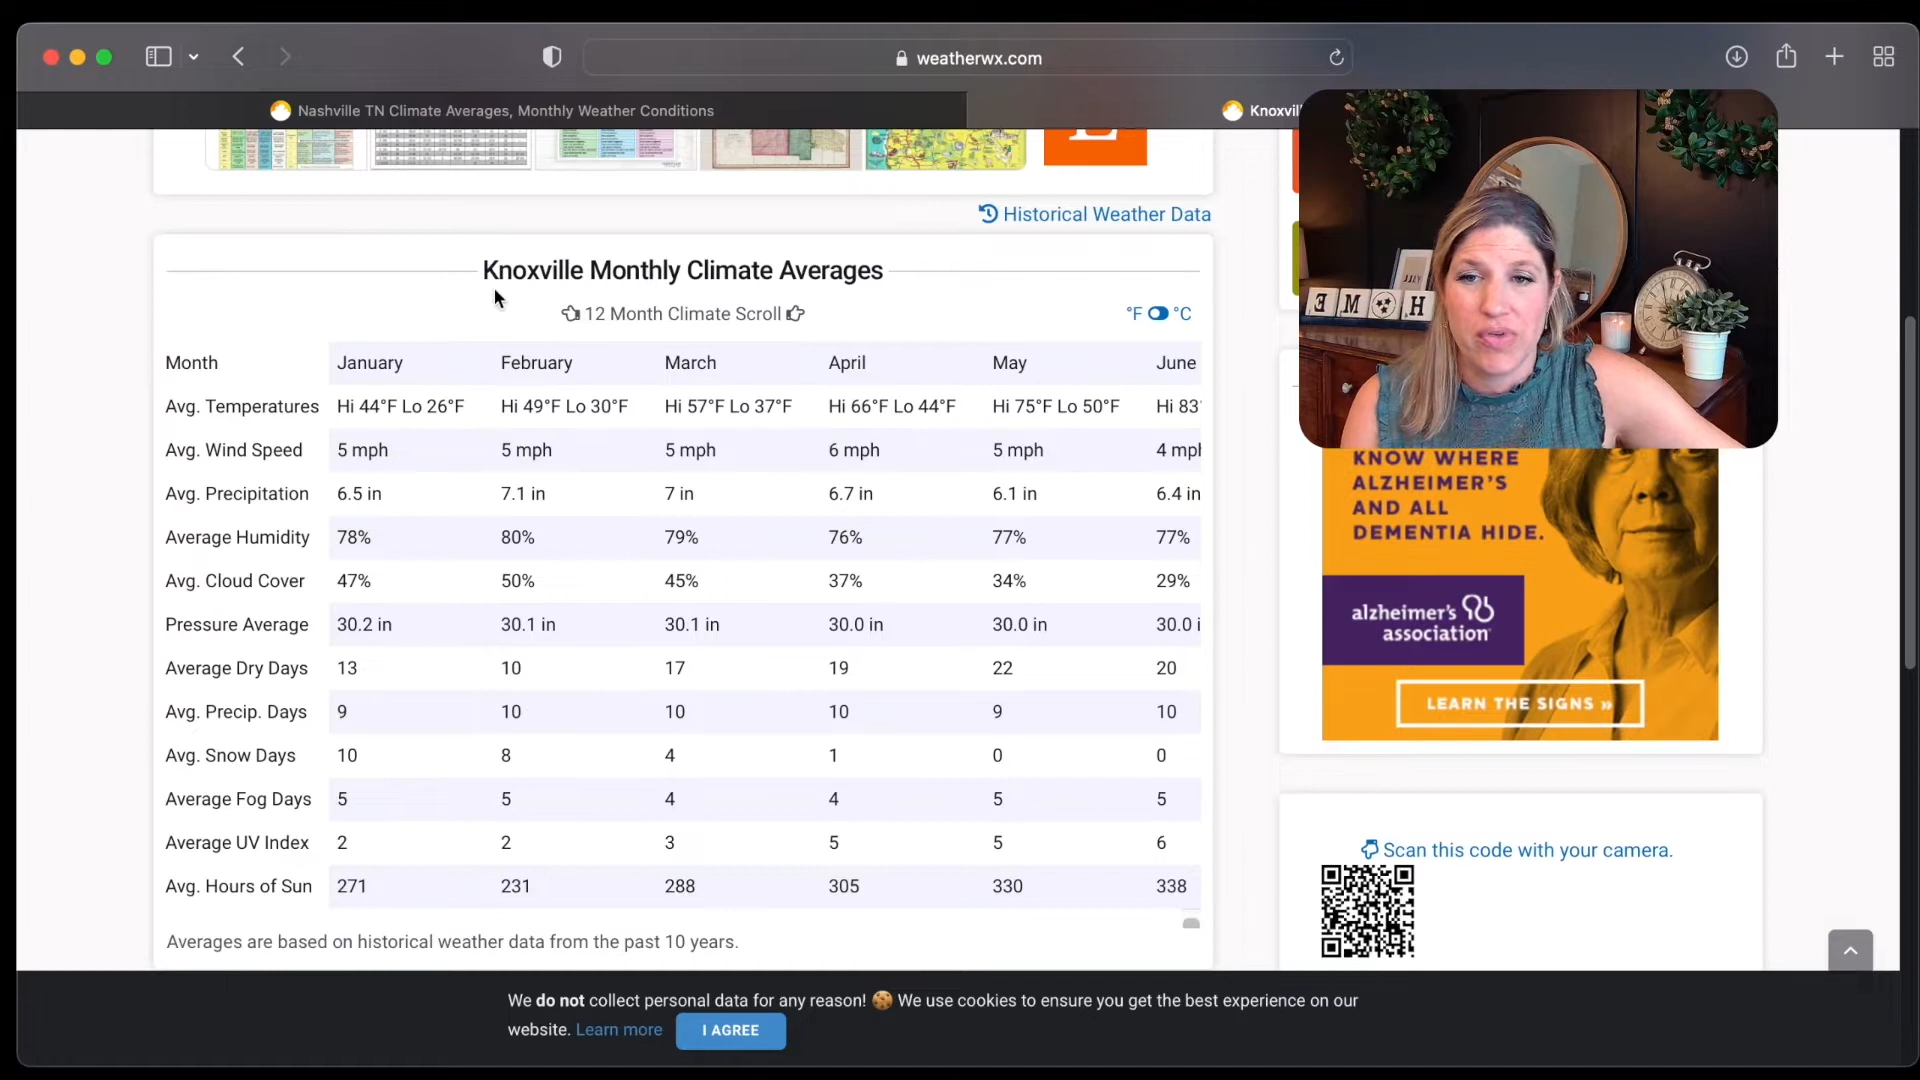 weatherwx.com
Nashville TN Climate Averages, Monthly Weather Conditions
Knoxvil
Historical Weather Data
Knoxville Monthly Climate Averages
12 Month Climate Scroll
°F °C
Month January February March April May June
Avg. Temperatures Hi 44°F Lo 26°F Hi 49°F Lo 30°F Hi 57°F Lo 37°F Hi 66°F Lo 44°F Hi 75°F Lo 50°F Hi 83°
Avg. Wind Speed 5 mph 5 mph 5 mph 6 mph 5 mph 4 mph
Avg. Precipitation 6.5 in 7.1 in 7 in 6.7 in 6.1 in 6.4 in
Average Humidity 78% 80% 79% 76% 77% 77%
Avg. Cloud Cover 47% 50% 45% 37% 34% 29%
Pressure Average 30.2 in 30.1 in 30.1 in 30.0 in 30.0 in 30.0 i
Average Dry Days 13 10 17 19 22 20
Avg. Precip. Days 9 10 10 10 9 10
Avg. Snow Days 10 8 4 1 0 0
Average Fog Days 5 5 4 4 5 5
Average UV Index 2 2 3 5 5 6
Avg. Hours of Sun 271 231 288 305 330 338
Averages are based on historical weather data from the past 10 years.
E M O H
KNOW WHERE
ALZHEIMER'S
AND ALL
DEMENTIA HIDE.
alzheimer's
association
LEARN THE SIGNS »
Scan this code with your camera.
We do not collect personal data for any reason! 🍪 We use cookies to ensure you get the best experience on our
website. Learn more I AGREE